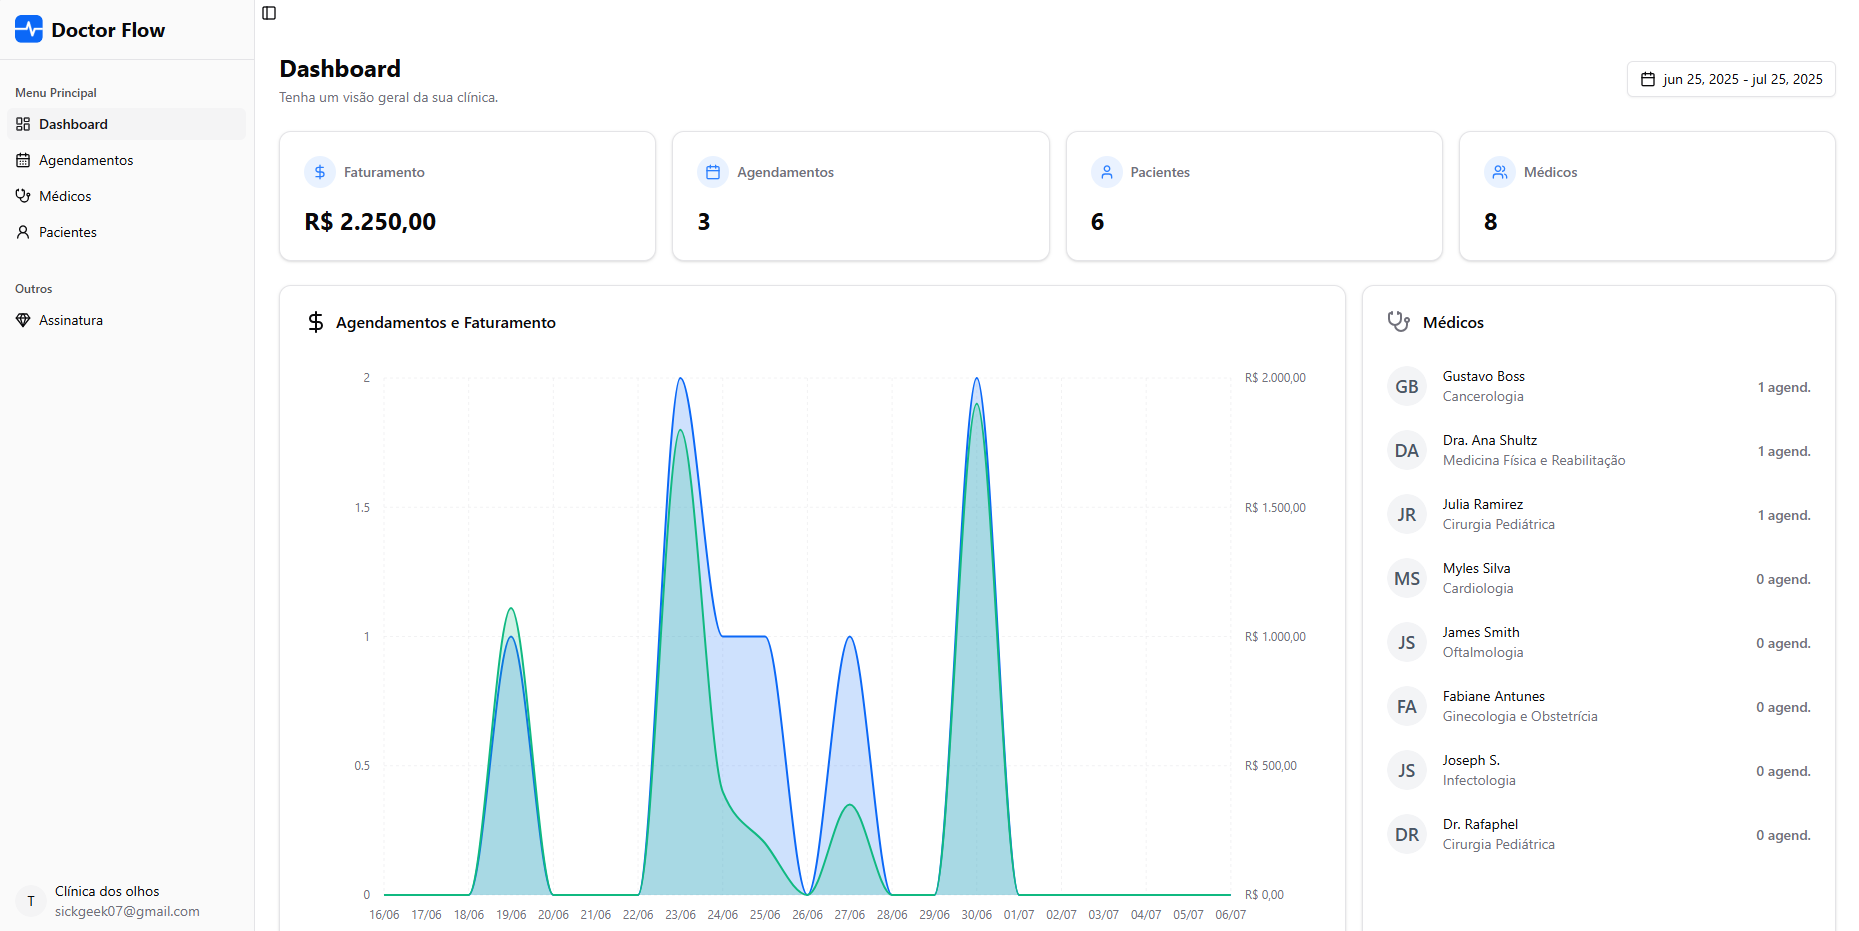 Doctor Flow
Menu Principal
Dashboard
Agendamentos
Médicos
Pacientes
Outros
Assinatura
T
Clínica dos olhos
sickgeek07@gmail.com
Dashboard
Tenha um visão geral da sua clínica.
jun 25, 2025 - jul 25, 2025
Faturamento
R$ 2.250,00
Agendamentos
3
Pacientes
6
Médicos
8
Agendamentos e Faturamento
2
1.5
1
0.5
0
R$ 2.000,00
R$ 1.500,00
R$ 1.000,00
R$ 500,00
R$ 0,00
16/06 17/06 18/06 19/06 20/06 21/06 22/06 23/06 24/06 25/06 26/06 27/06 28/06 29/06 30/06 01/07 02/07 03/07 04/07 05/07 06/07
Médicos
GB
Gustavo Boss
Cancerologia
1 agend.
DA
Dra. Ana Shultz
Medicina Física e Reabilitação
1 agend.
JR
Julia Ramirez
Cirurgia Pediátrica
1 agend.
MS
Myles Silva
Cardiologia
0 agend.
JS
James Smith
Oftalmologia
0 agend.
FA
Fabiane Antunes
Ginecologia e Obstetrícia
0 agend.
JS
Joseph S.
Infectologia
0 agend.
DR
Dr. Rafaphel
Cirurgia Pediátrica
0 agend.